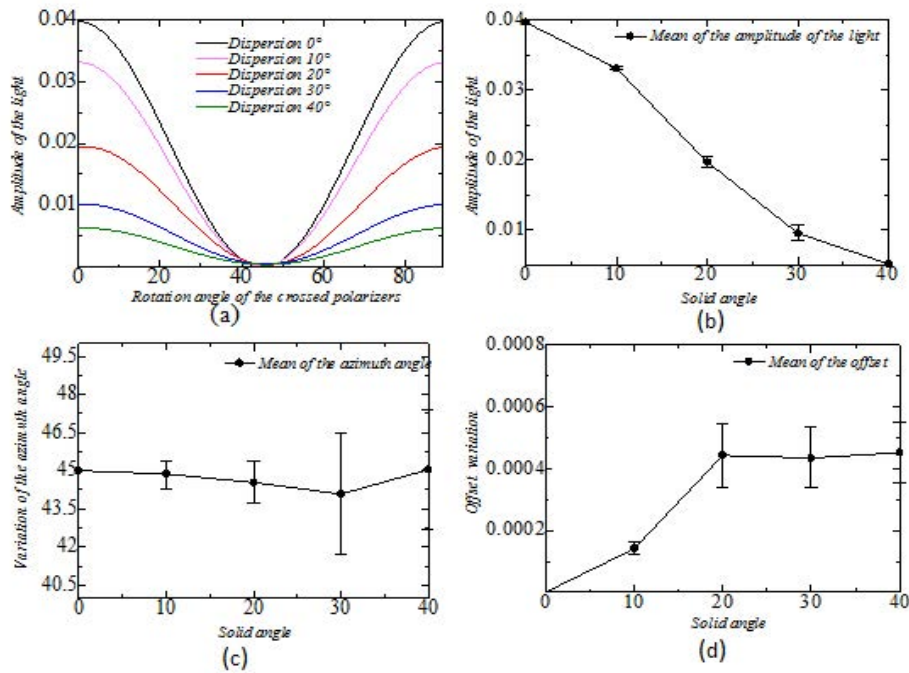 0.04
0.03
0.02
0.01
Amplitude of the light
Dispersion 0°
Dispersion 10°
Dispersion 20°
Dispersion 30°
Dispersion 40°
0 20 40 60 80
Rotation angle of the crossed polarizers
(a)
0.04
0.03
0.02
0.01
Amplitude of the light
Mean of the amplitude of the light
0 10 20 30 40
Solid angle
(b)
49.5
48
46.5
45
43.5
42
40.5
Variation of the azimuth angle
Mean of the azimuth angle
0 10 20 30 40
Solid angle
(c)
0.0008
0.0006
0.0004
0.0002
Offset variation
Mean of the offset
0 10 20 30 40
Solid angle
(d)